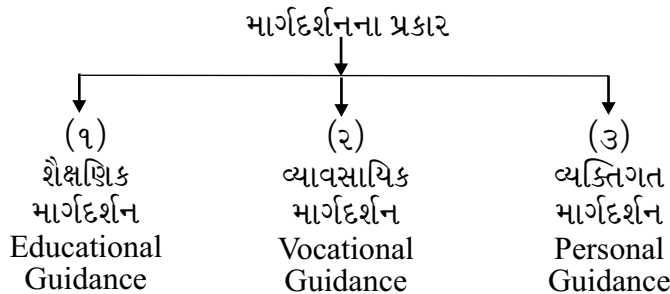 માર્ગદર્શનના પ્રકાર
(૧)
શૈક્ષણિક
માર્ગદર્શન
Educational
Guidance
(૨)
વ્યાવસાયિક
માર્ગદર્શન
Vocational
Guidance
(૩)
વ્યક્તિગત
માર્ગદર્શન
Personal
Guidance